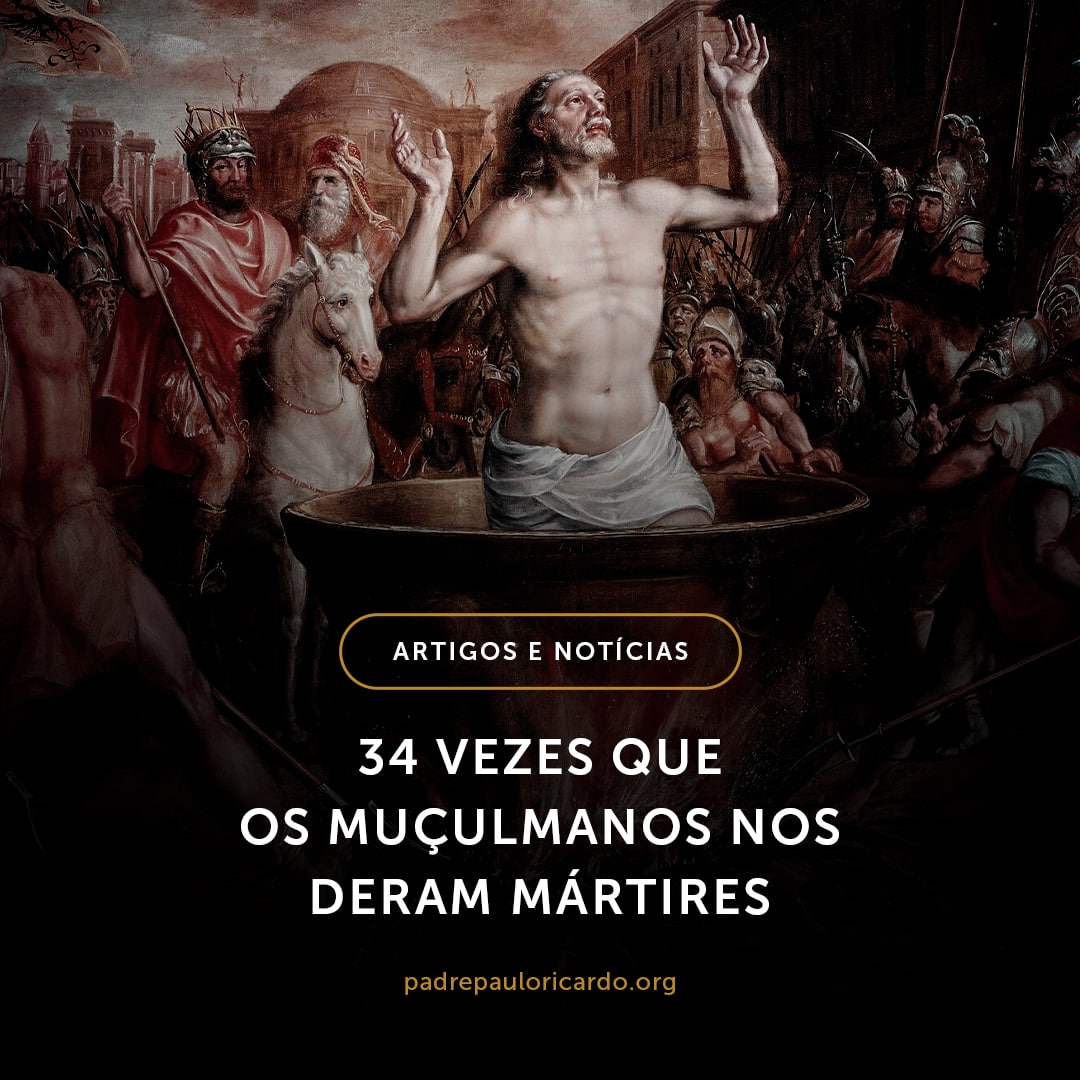 ARTIGOS E NOTÍCIAS
34 VEZES QUE
OS MUÇULMANOS NOS
DERAM MÁRTIRES
padrepauloricardo.org